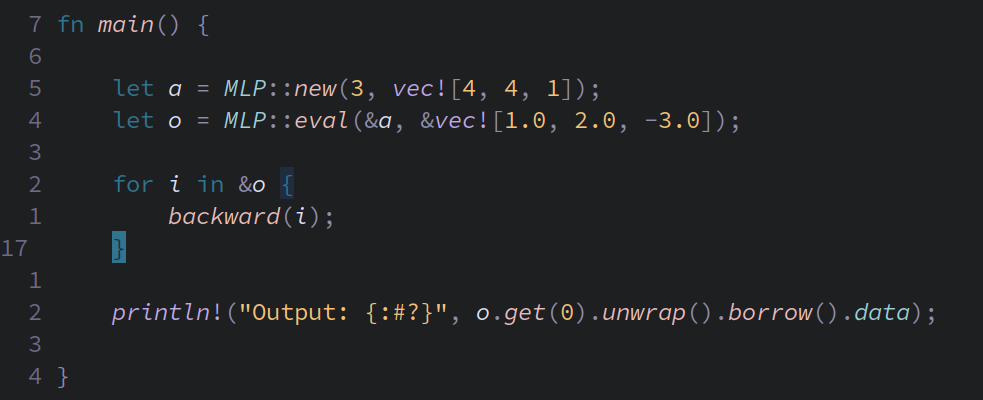 7 fn main() {
6
5     let a = MLP::new(3, vec![4, 4, 1]);
4     let o = MLP::eval(&a, &vec![1.0, 2.0, -3.0]);
3
2     for i in &o {
1         backward(i);
17     }
1
2     println!("Output: {:#?}", o.get(0).unwrap().borrow().data);
3
4 }